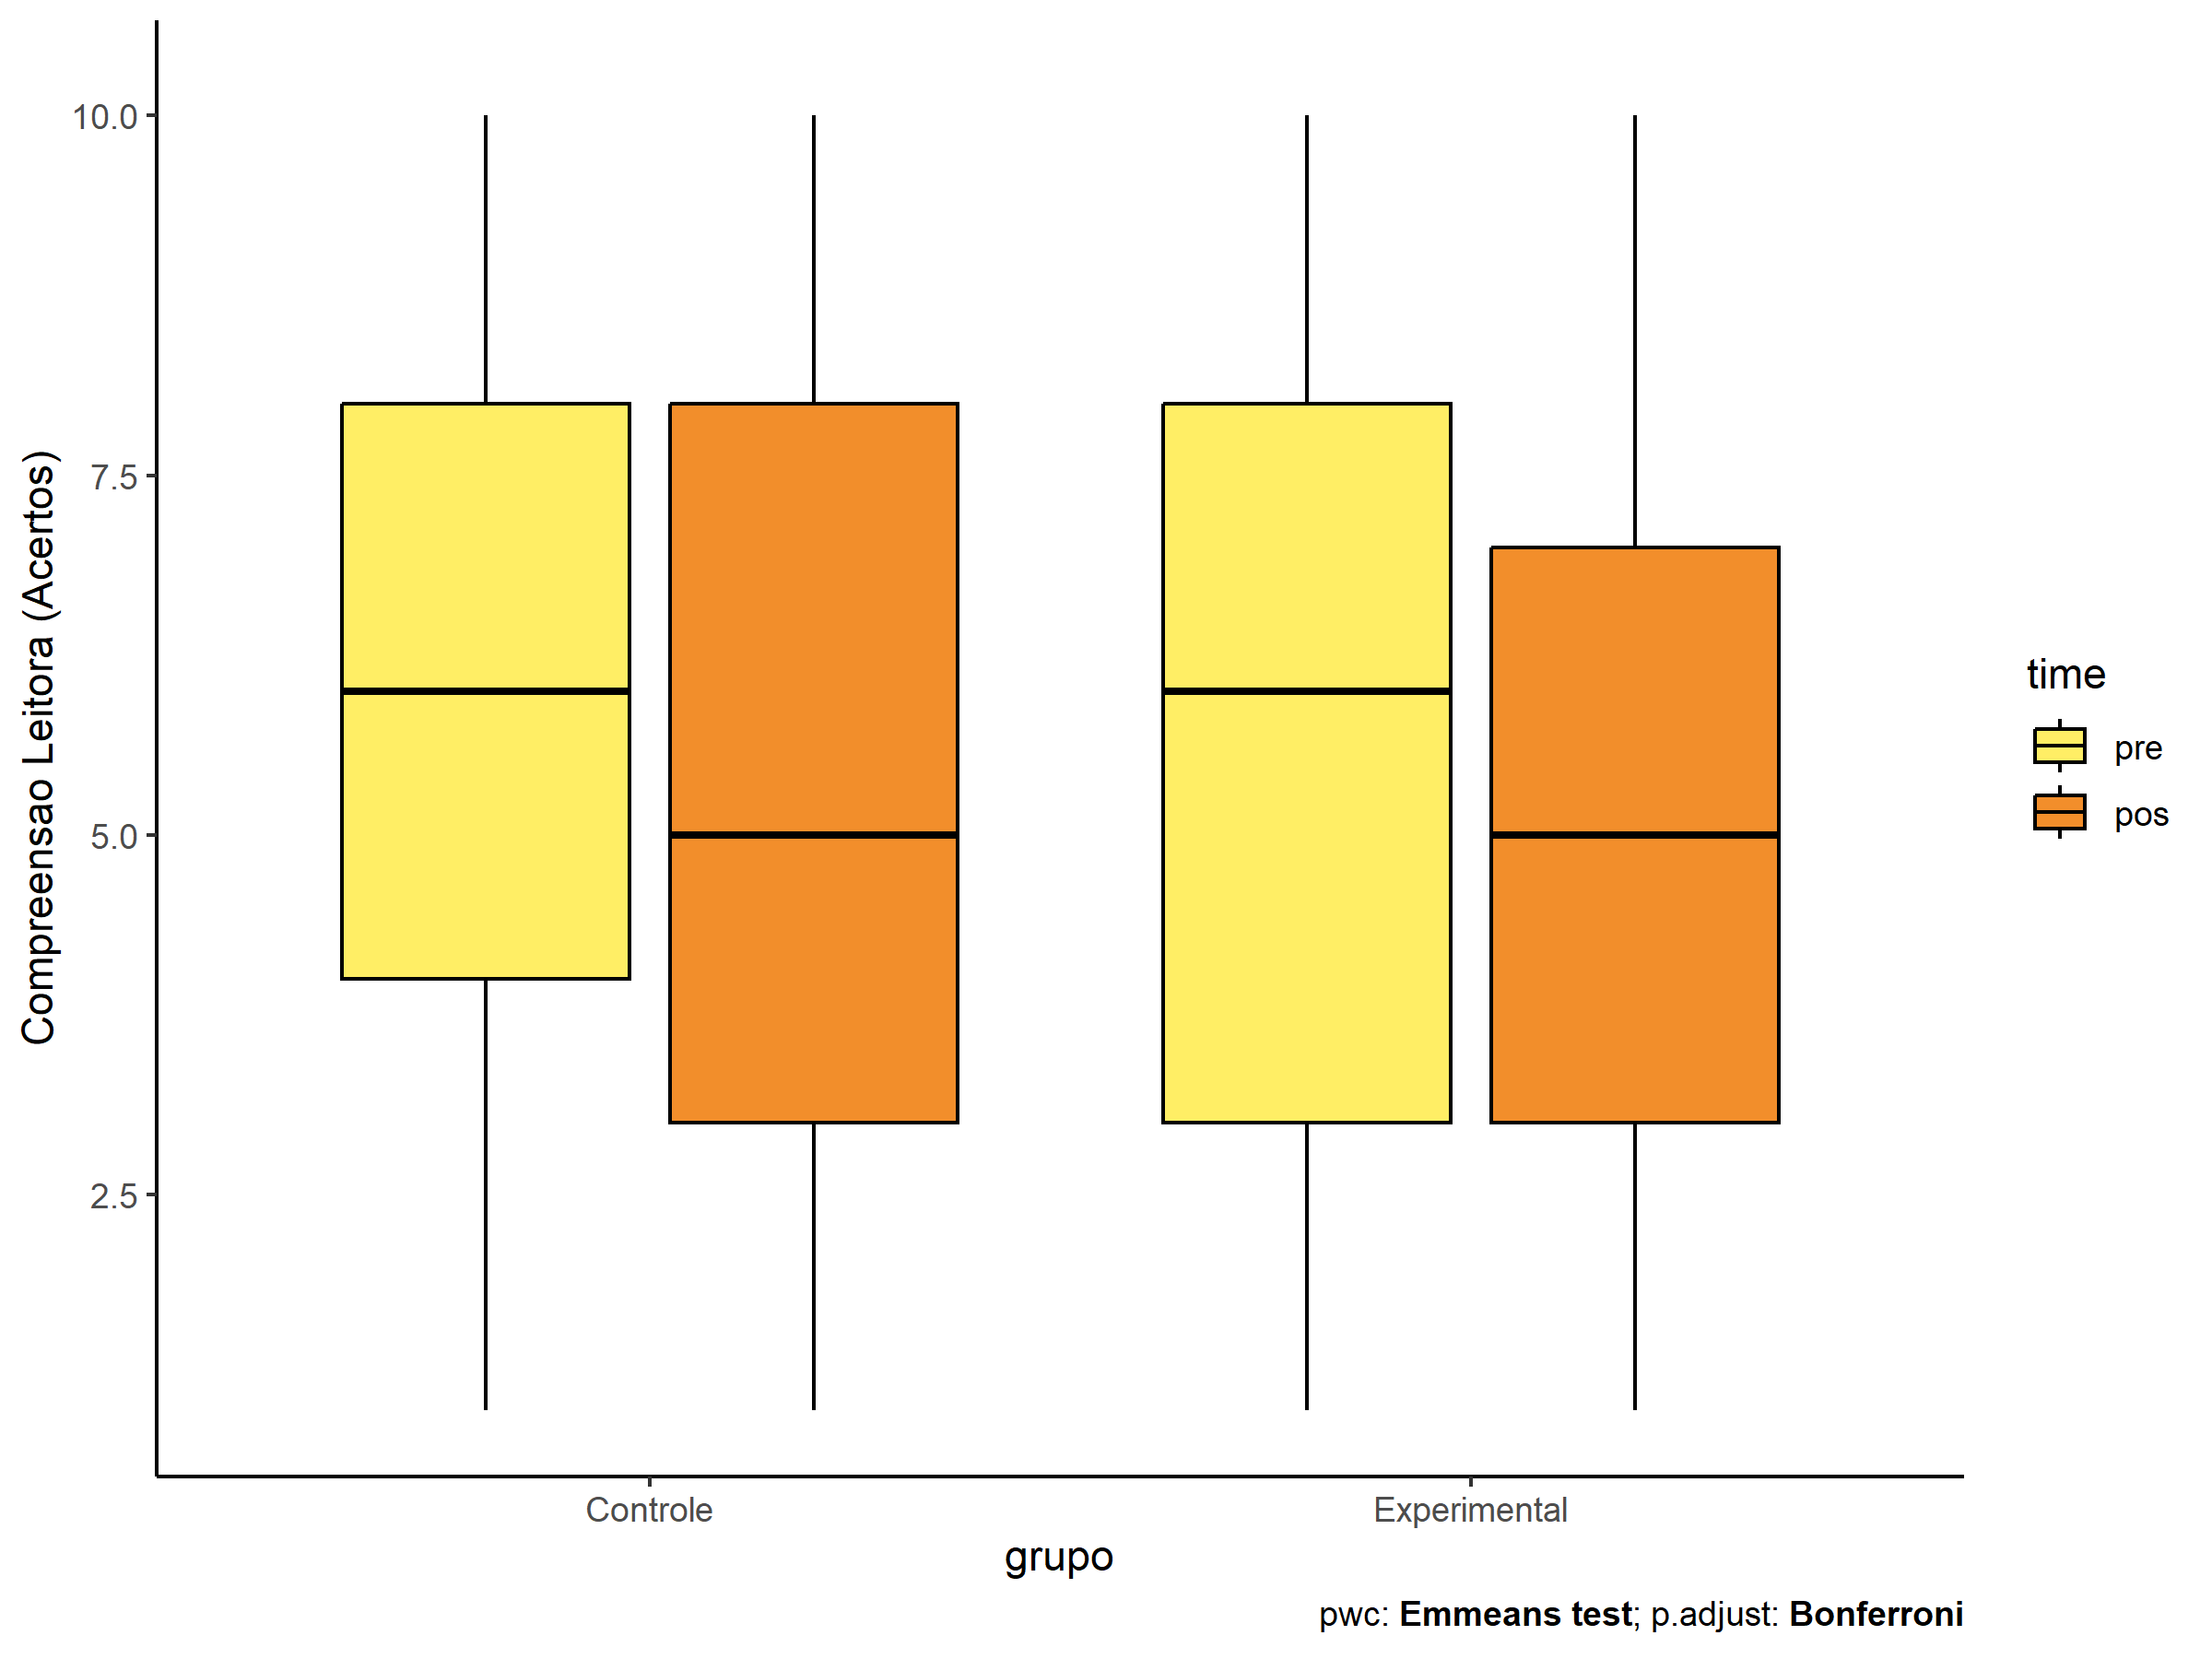 Compreensao Leitora (Acertos)
10.0
7.5
5.0
2.5
Controle
Experimental
grupo
time
pre
pos
pwc: Emmeans test; p.adjust: Bonferroni